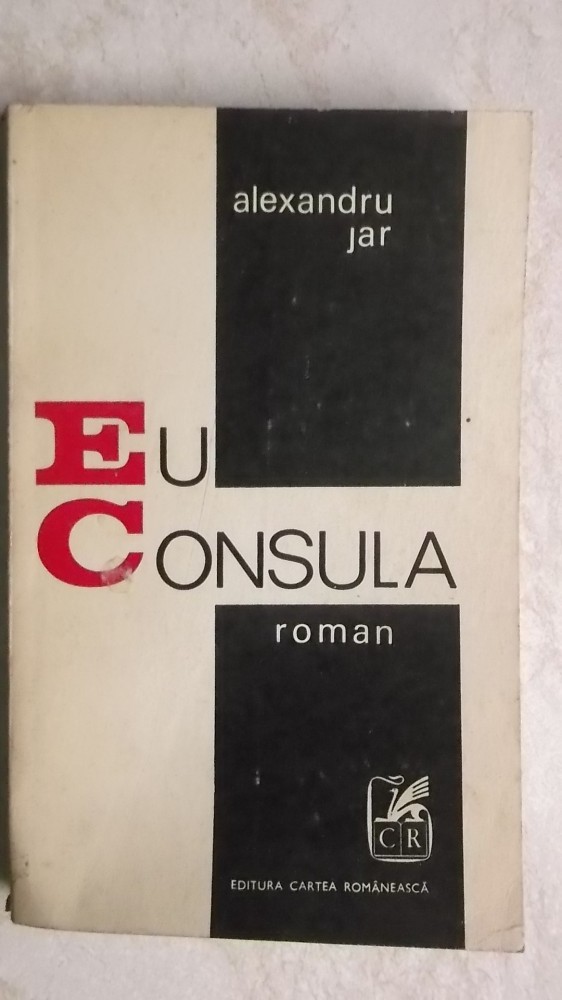 alexandru
jar
EU
CONSULA
roman
CR
EDITURA CARTEA ROMÂNEASCĂ